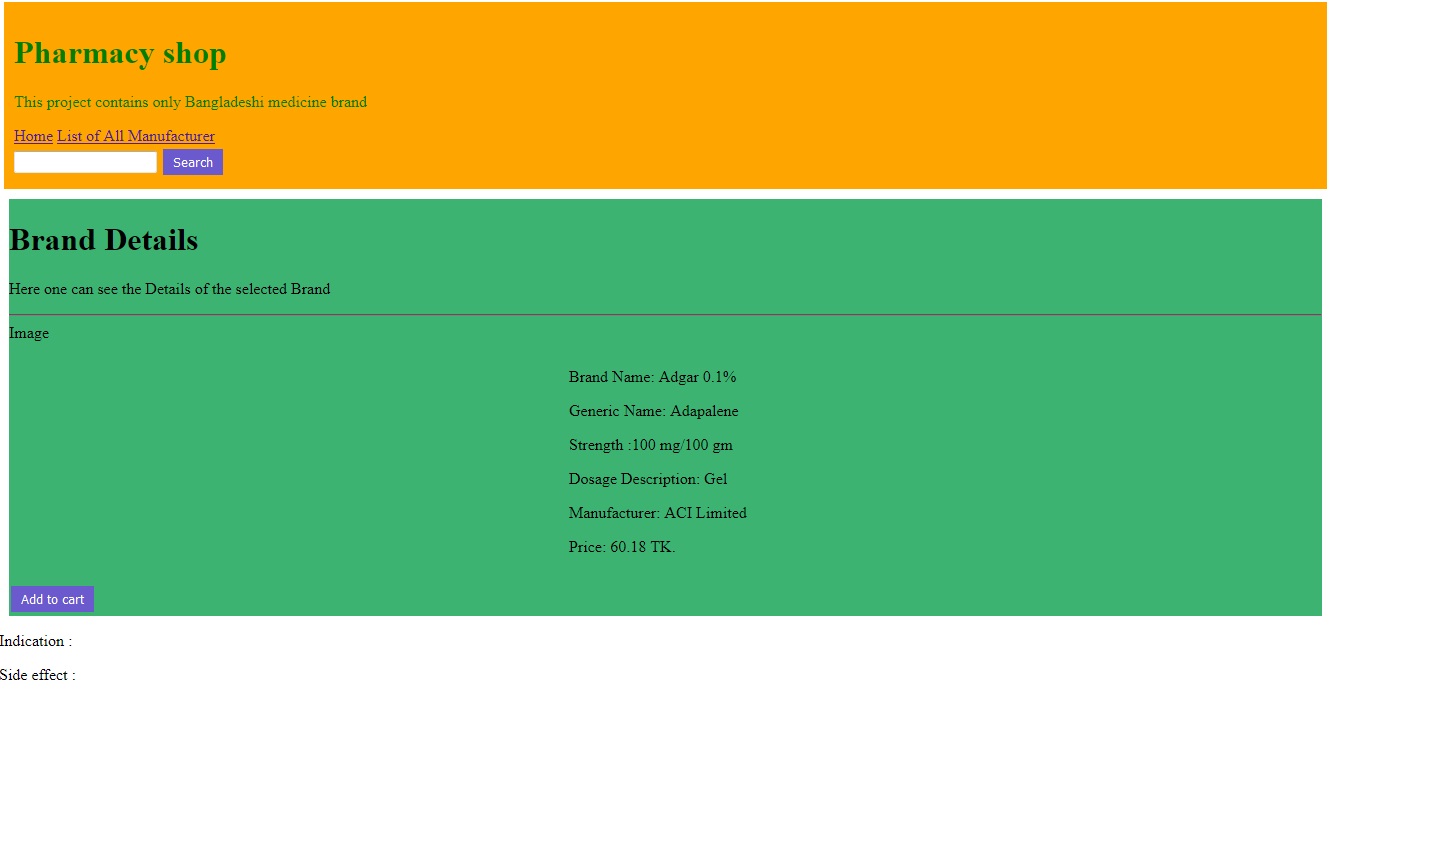 Pharmacy shop
This project contains only Bangladeshi medicine brand
Home List of All Manufacturer
Search
Brand Details
Here one can see the Details of the selected Brand
Image
Brand Name: Adgar 0.1%
Generic Name: Adapalene
Strength :100 mg/100 gm
Dosage Description: Gel
Manufacturer: ACI Limited
Price: 60.18 TK.
Add to cart
Indication :
Side effect :